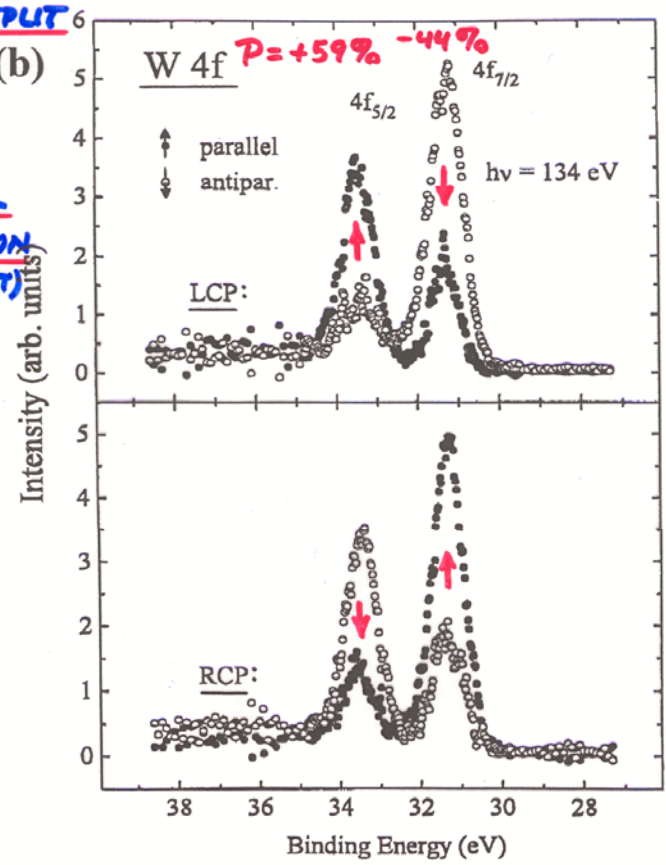 SPLIT
(b)
W 4f P=+59% -44%
4f5/2
4f7/2
parallel
antipar.
hν = 134 eV
LCP:
ON
T)
Intensity (arb. units)
6
5
4
3
2
1
0
RCP:
5
4
3
2
1
0
38 36 34 32 30 28
Binding Energy (eV)